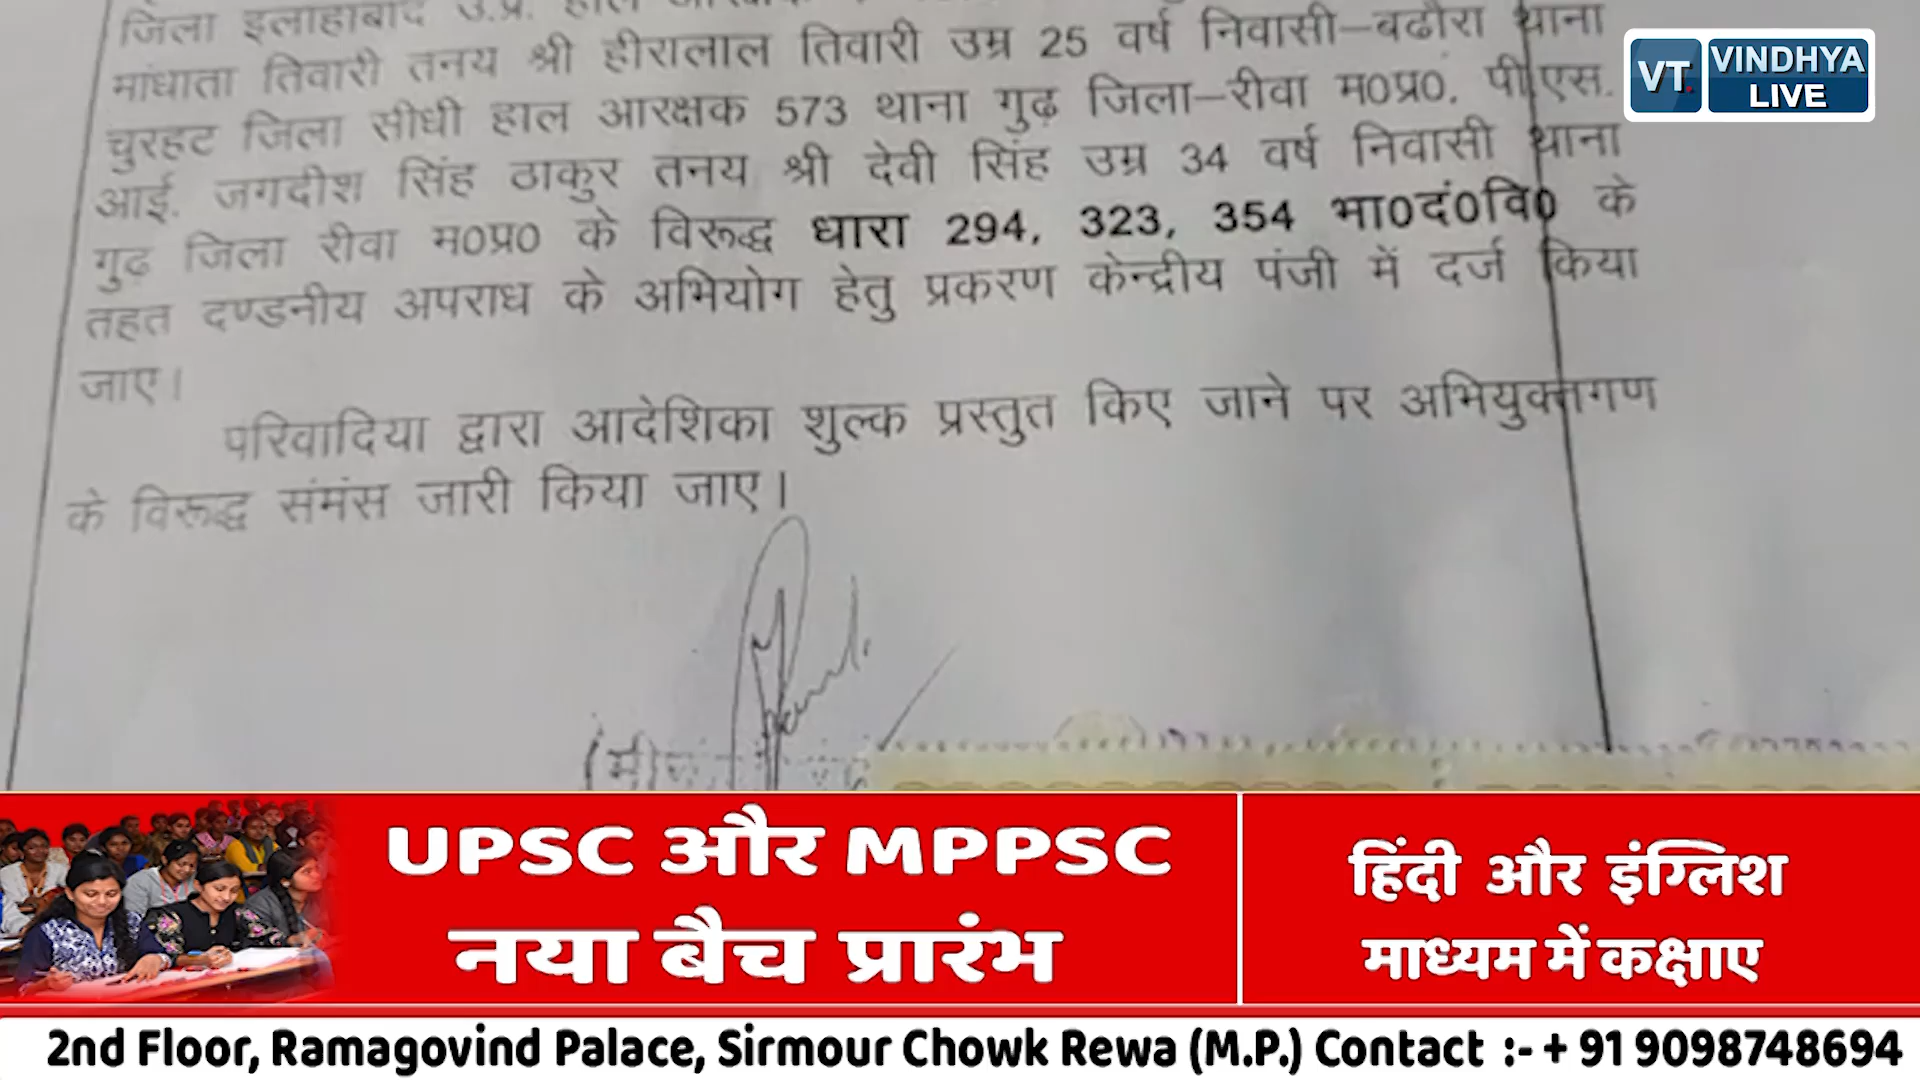 जिला इलाहाबाद उ.प्र. हाल
मांधाता तिवारी तनय श्री हीरालाल तिवारी उम्र 25 वर्ष निवासी–बढौरा थाना
चुरहट जिला सीधी हाल आरक्षक 573 थाना गुढ़ जिला–रीवा म0प्र0. पी.एस.
आई. जगदीश सिंह ठाकुर तनय श्री देवी सिंह उम्र 34 वर्ष निवासी थाना
गुढ़ जिला रीवा म0प्र0 के विरूद्ध धारा 294, 323, 354 भा0दं0वि0 के
तहत दण्डनीय अपराध के अभियोग हेतु प्रकरण केन्द्रीय पंजी में दर्ज किया
जाए।
परिवादिया द्वारा आदेशिका शुल्क प्रस्तुत किए जाने पर अभियुक्तगण
के विरूद्ध संमंस जारी किया जाए।
VT.
VINDHYA
LIVE
UPSC और MPPSC
नया बैच प्रारंभ
हिंदी और इंग्लिश
माध्यम में कक्षाए
2nd Floor, Ramagovind Palace, Sirmour Chowk Rewa (M.P.) Contact :- + 91 9098748694